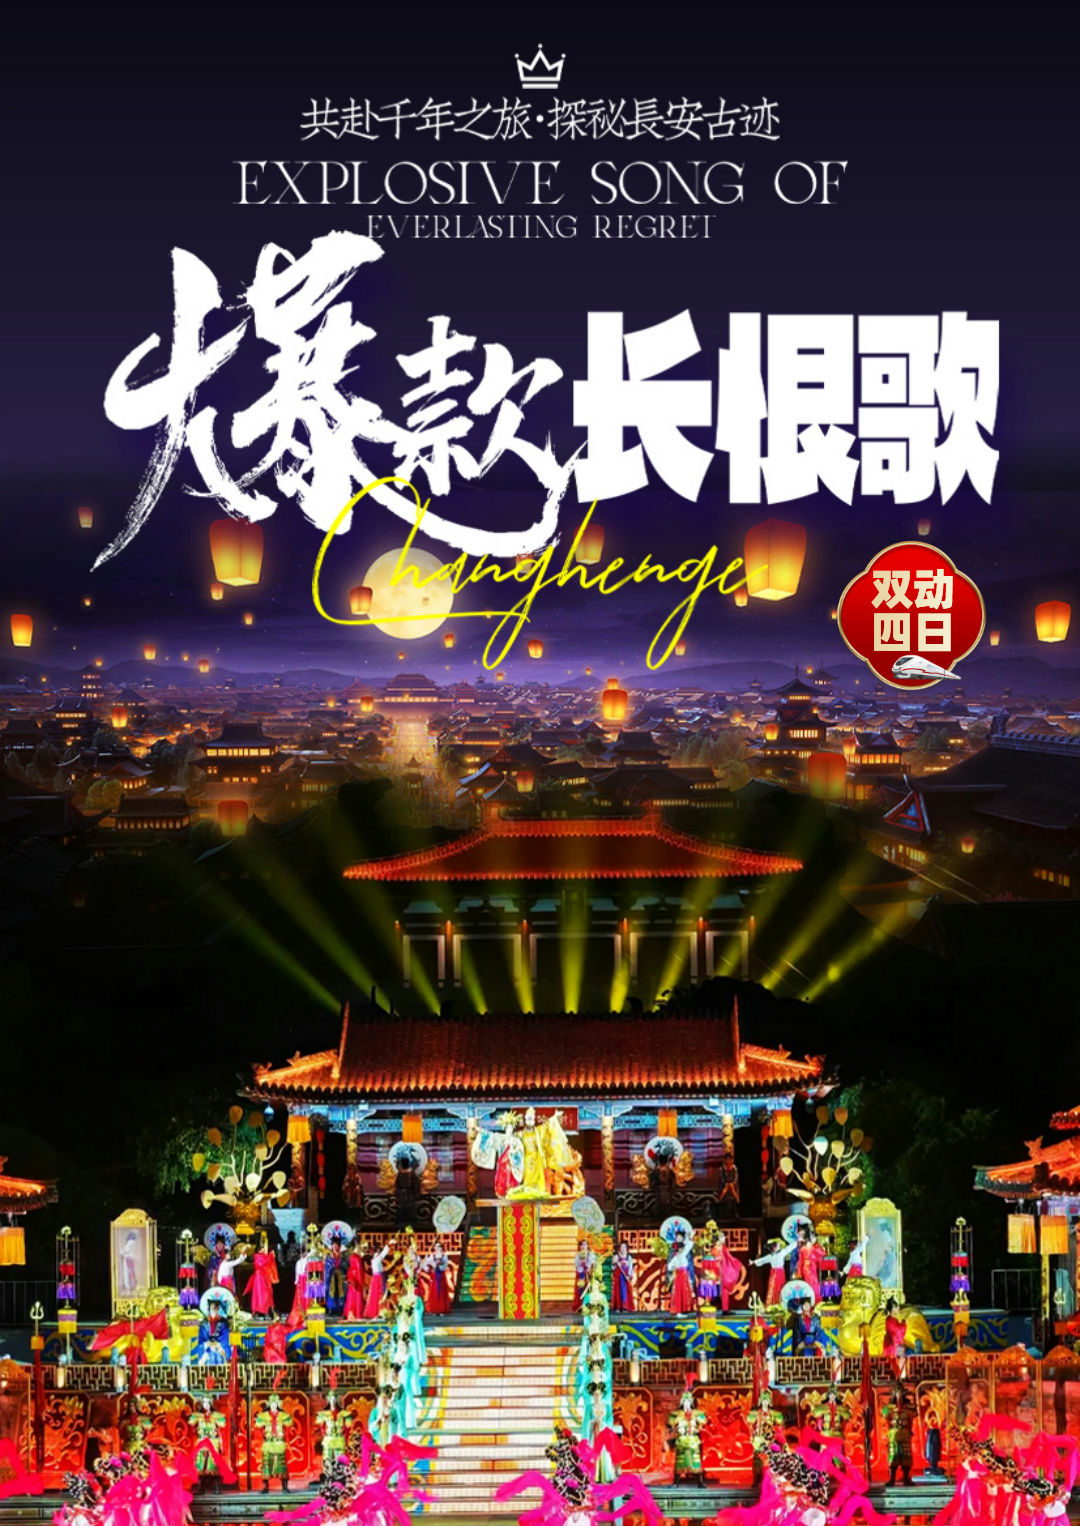 共赴千年之旅·探祕長安古迹
EXPLOSIVE SONG OF
EVERLASTING REGRET
爆款长恨歌
Changhenge
双动
四日